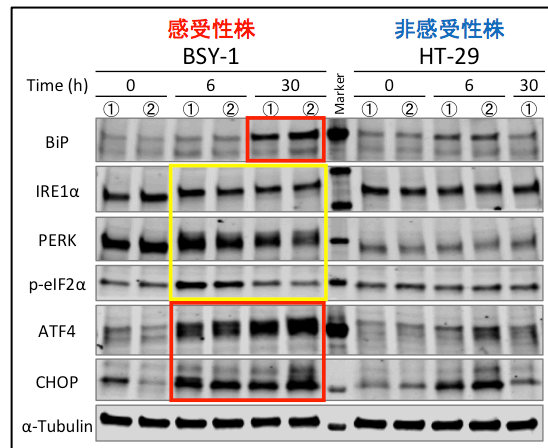 感受性株 非感受性株
BSY-1 HT-29
Time (h) 0 6 30 Marker 0 6 30
① ② ① ② ① ② ① ② ① ② ①
BiP
IRE1α
PERK
p-eIF2α
ATF4
CHOP
α-Tubulin